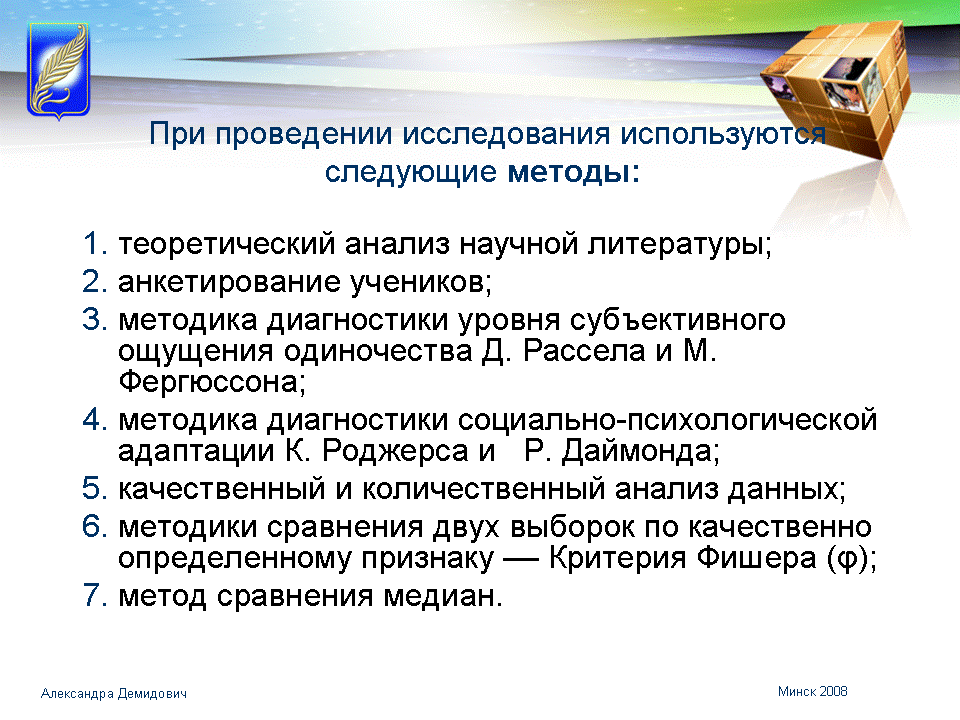 При проведении исследования используются
следующие методы:
1. теоретический анализ научной литературы;
2. анкетирование учеников;
3. методика диагностики уровня субъективного
ощущения одиночества Д. Рассела и М.
Фергюссона;
4. методика диагностики социально-психологической
адаптации К. Роджерса и Р. Даймонда;
5. качественный и количественный анализ данных;
6. методики сравнения двух выборок по качественно
определенному признаку — Критерия Фишера (φ);
7. метод сравнения медиан.
Александра Демидович
Минск 2008